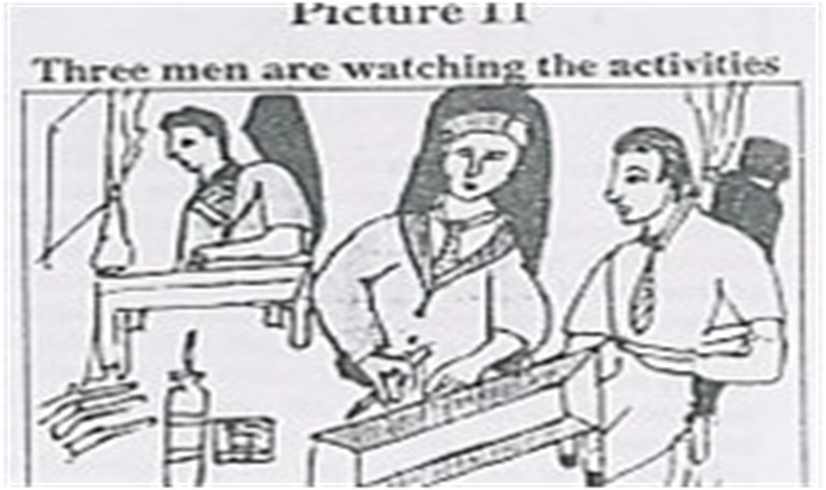 Picture 11
Three men are watching the activities